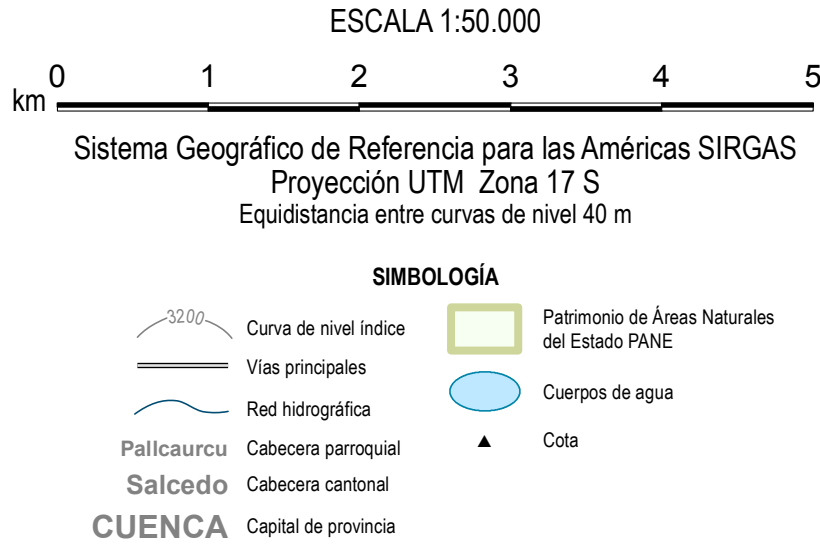 ESCALA 1:50.000
0 1 2 3 4 5
km
Sistema Geográfico de Referencia para las Américas SIRGAS
Proyección UTM Zona 17 S
Equidistancia entre curvas de nivel 40 m
SIMBOLOGÍA
3200 Curva de nivel índice
Vías principales
Red hidrográfica
Pallcaurcu Cabecera parroquial
Salcedo Cabecera cantonal
CUENCA Capital de provincia
Patrimonio de Áreas Naturales
del Estado PANE
Cuerpos de agua
Cota